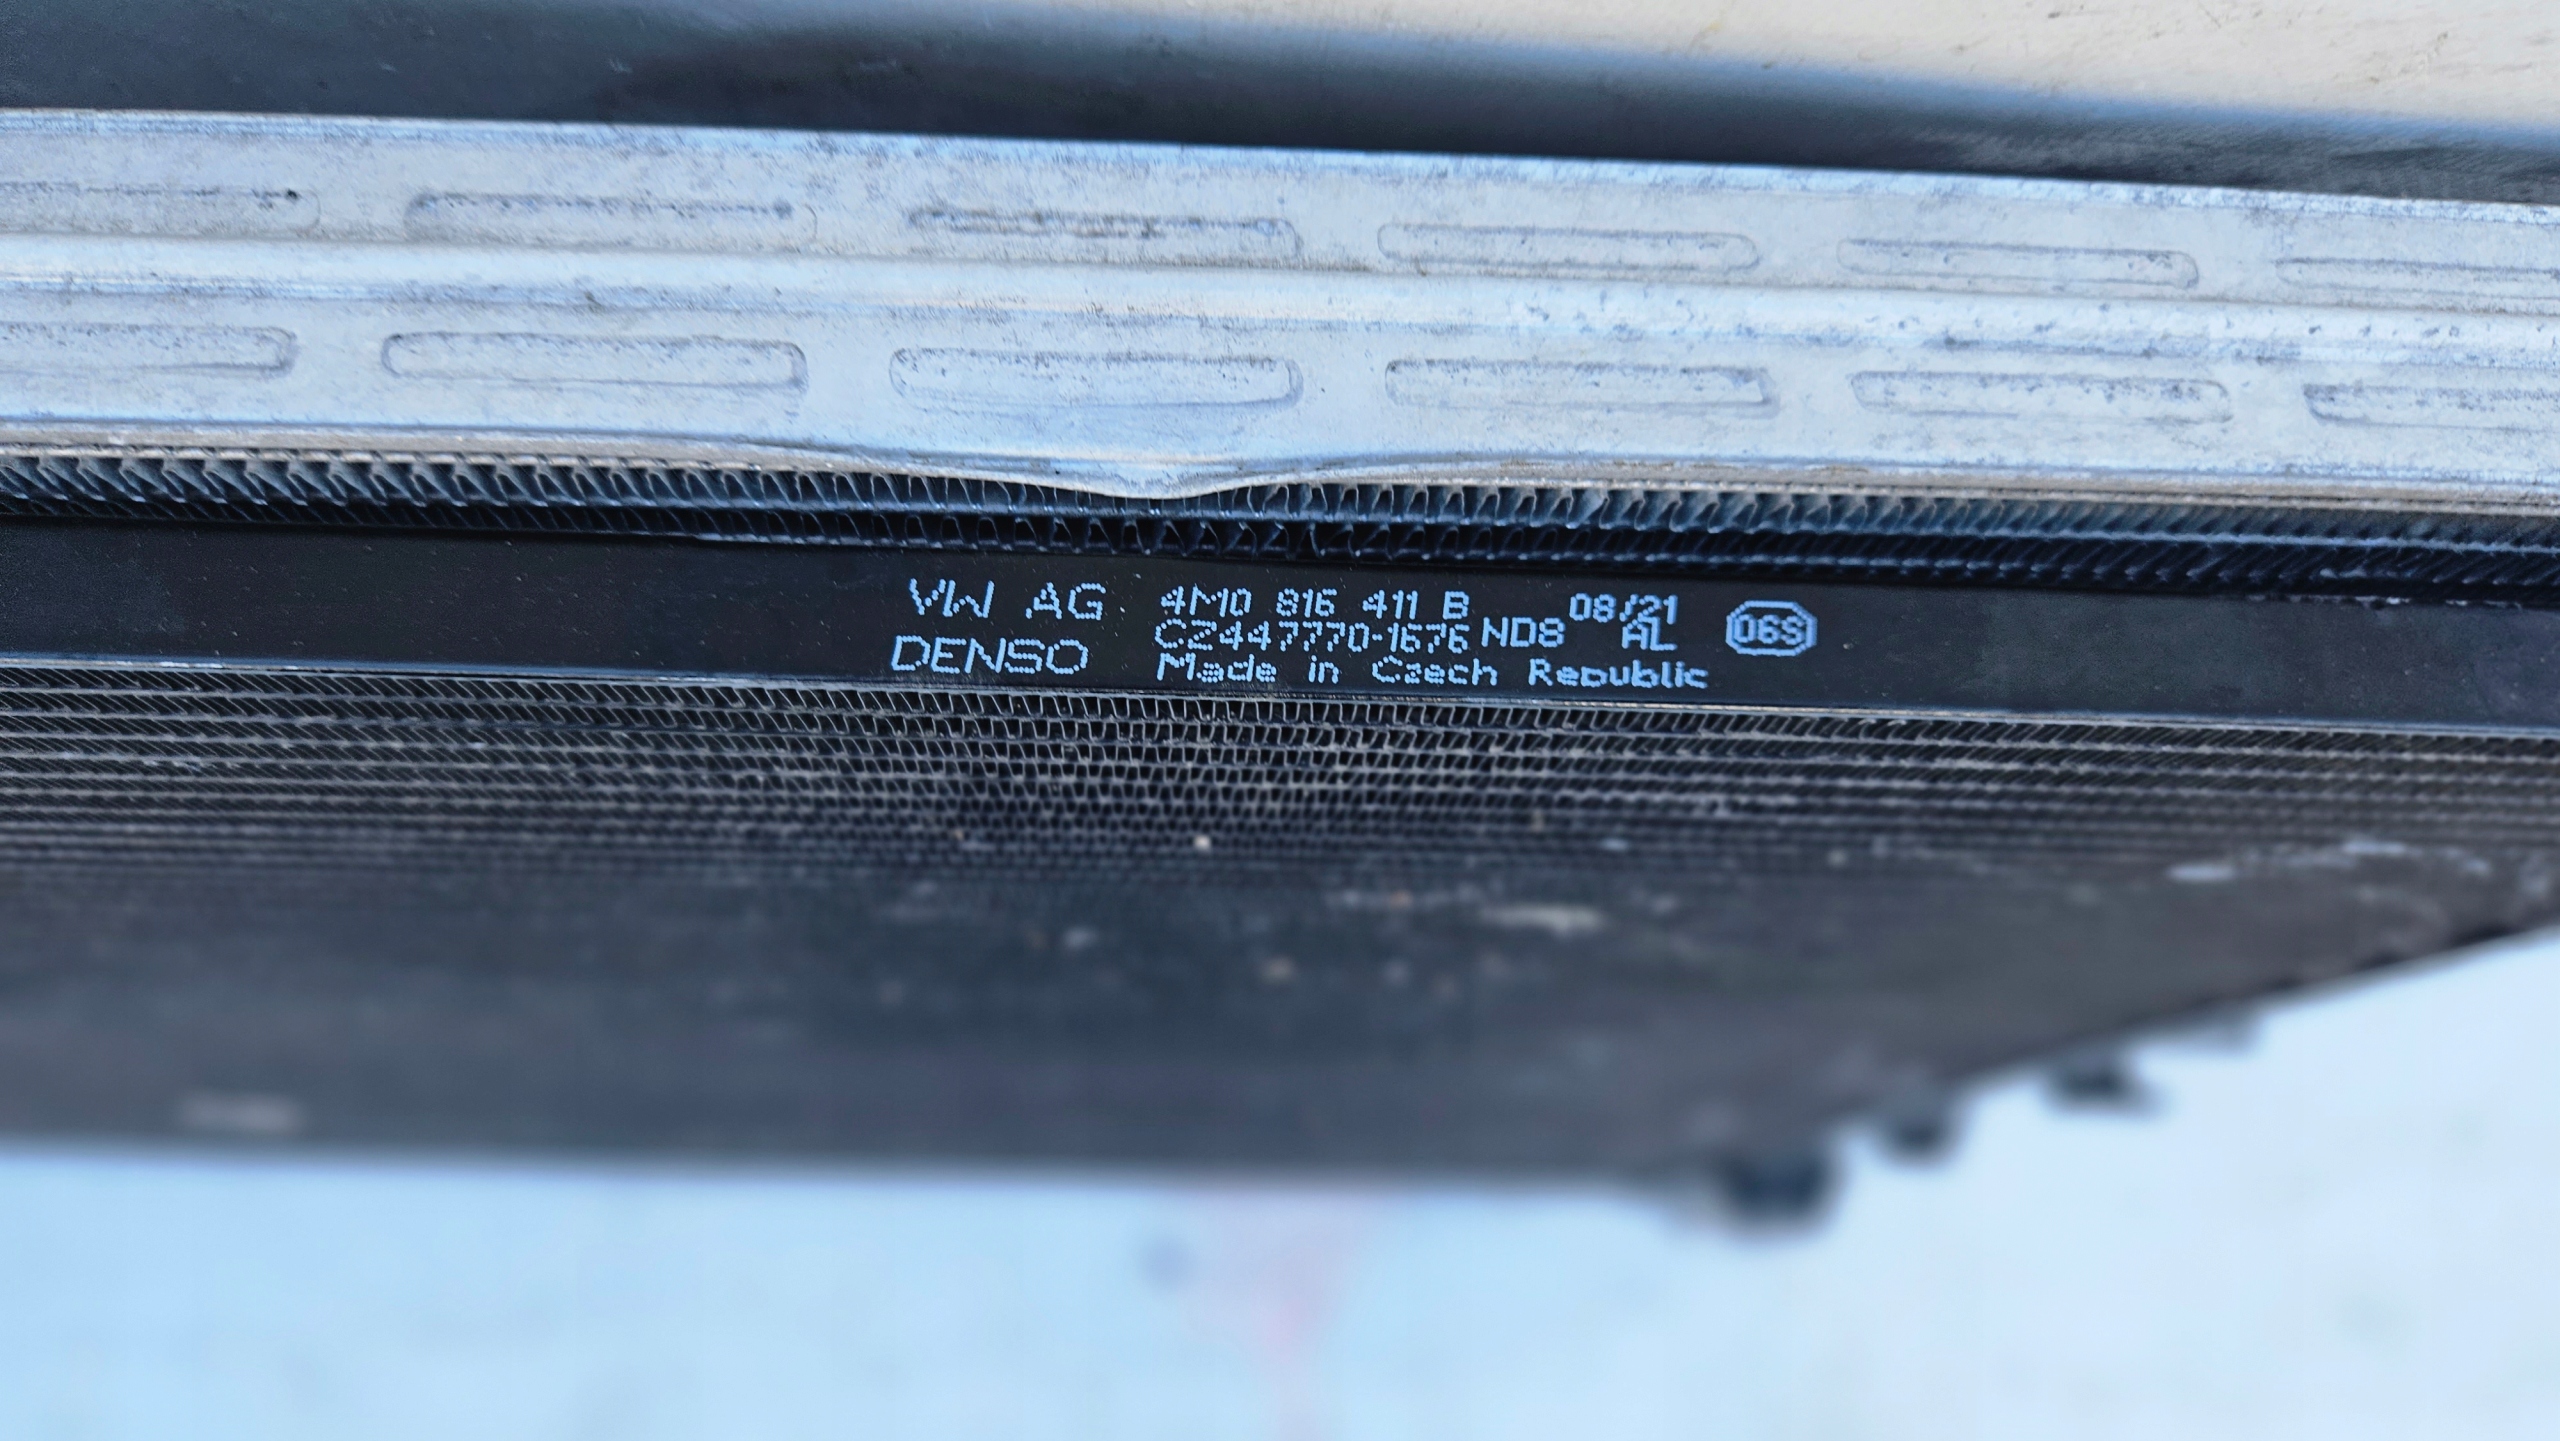 VW AG 4M0 816 411 B 08/21
DENSO CZ447770-1676 ND8 AL 06S
Made in Czech Republic